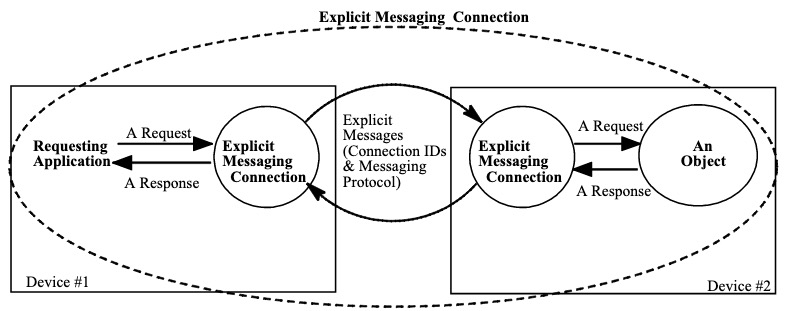 Explicit Messaging Connection
Requesting
Application
A Request
A Response
Explicit
Messaging
Connection
Explicit
Messages
(Connection IDs
& Messaging
Protocol)
Explicit
Messaging
Connection
A Request
A Response
An
Object
Device #1
Device #2